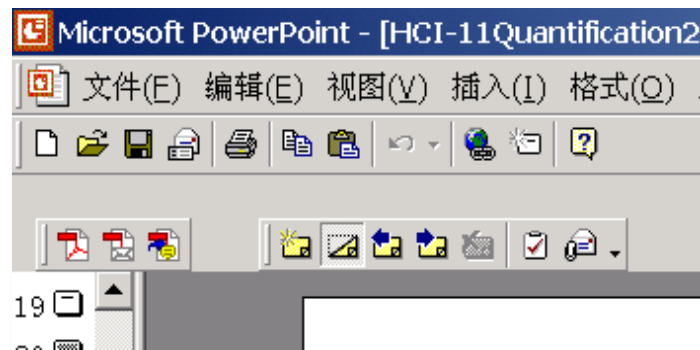 Microsoft PowerPoint - [HCI-11Quantification2
文件(F) 编辑(E) 视图(V) 插入(I) 格式(O)
19